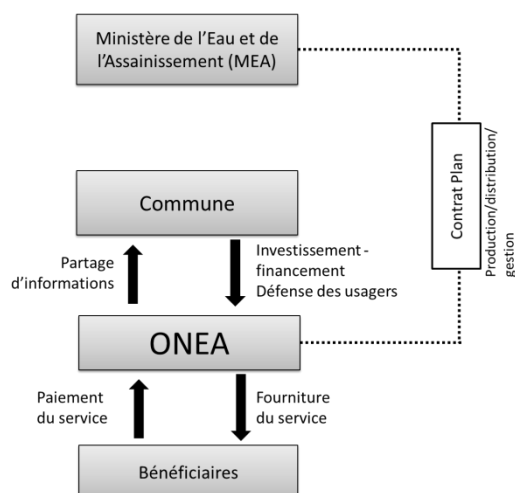 Ministère de l'Eau et de
l'Assainissement (MEA)
Contrat Plan
Production/distribution/
gestion
Commune
Partage
d'informations
Investissement -
financement
Défense des usagers
ONEA
Paiement
du service
Fourniture
du service
Bénéficiaires